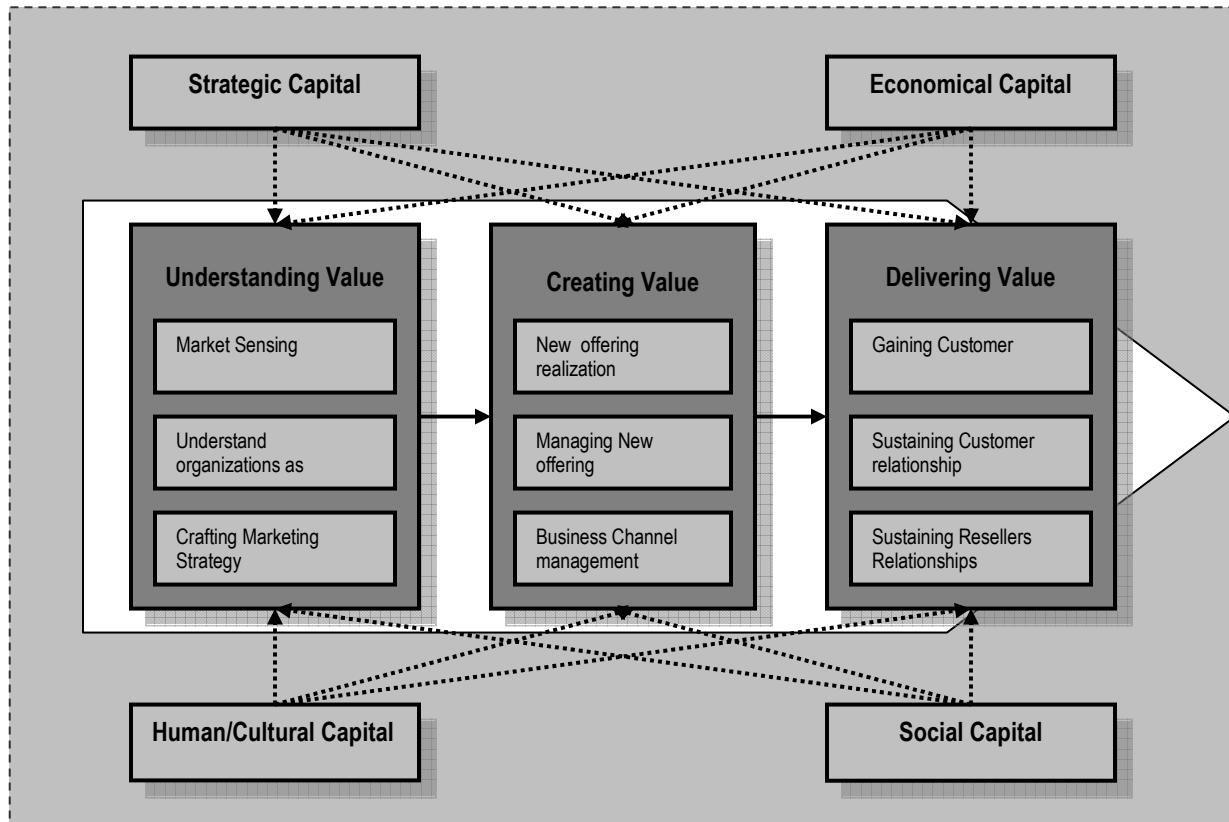 Strategic Capital
Economical Capital
Understanding Value
Market Sensing
Understand
organizations as
Crafting Marketing
Strategy
Creating Value
New offering
realization
Managing New
offering
Business Channel
management
Delivering Value
Gaining Customer
Sustaining Customer
relationship
Sustaining Resellers
Relationships
Human/Cultural Capital
Social Capital